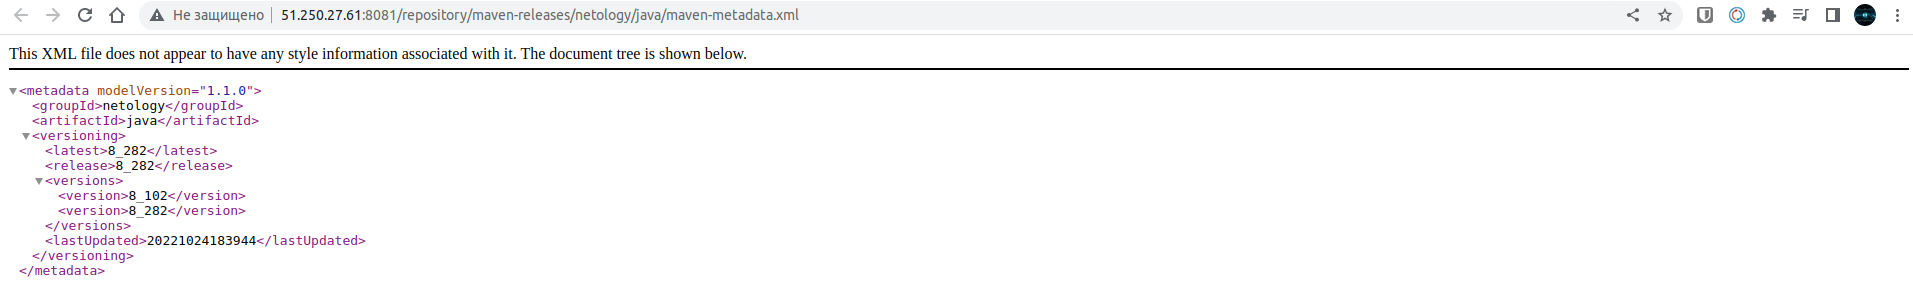 Не защищено 51.250.27.61:8081/repository/maven-releases/netology/java/maven-metadata.xml
This XML file does not appear to have any style information associated with it. The document tree is shown below.
<metadata modelVersion="1.1.0">
<groupId>netology</groupId>
<artifactId>java</artifactId>
<versioning>
<latest>8_282</latest>
<release>8_282</release>
<versions>
<version>8_102</version>
<version>8_282</version>
</versions>
<lastUpdated>20221024183944</lastUpdated>
</versioning>
</metadata>